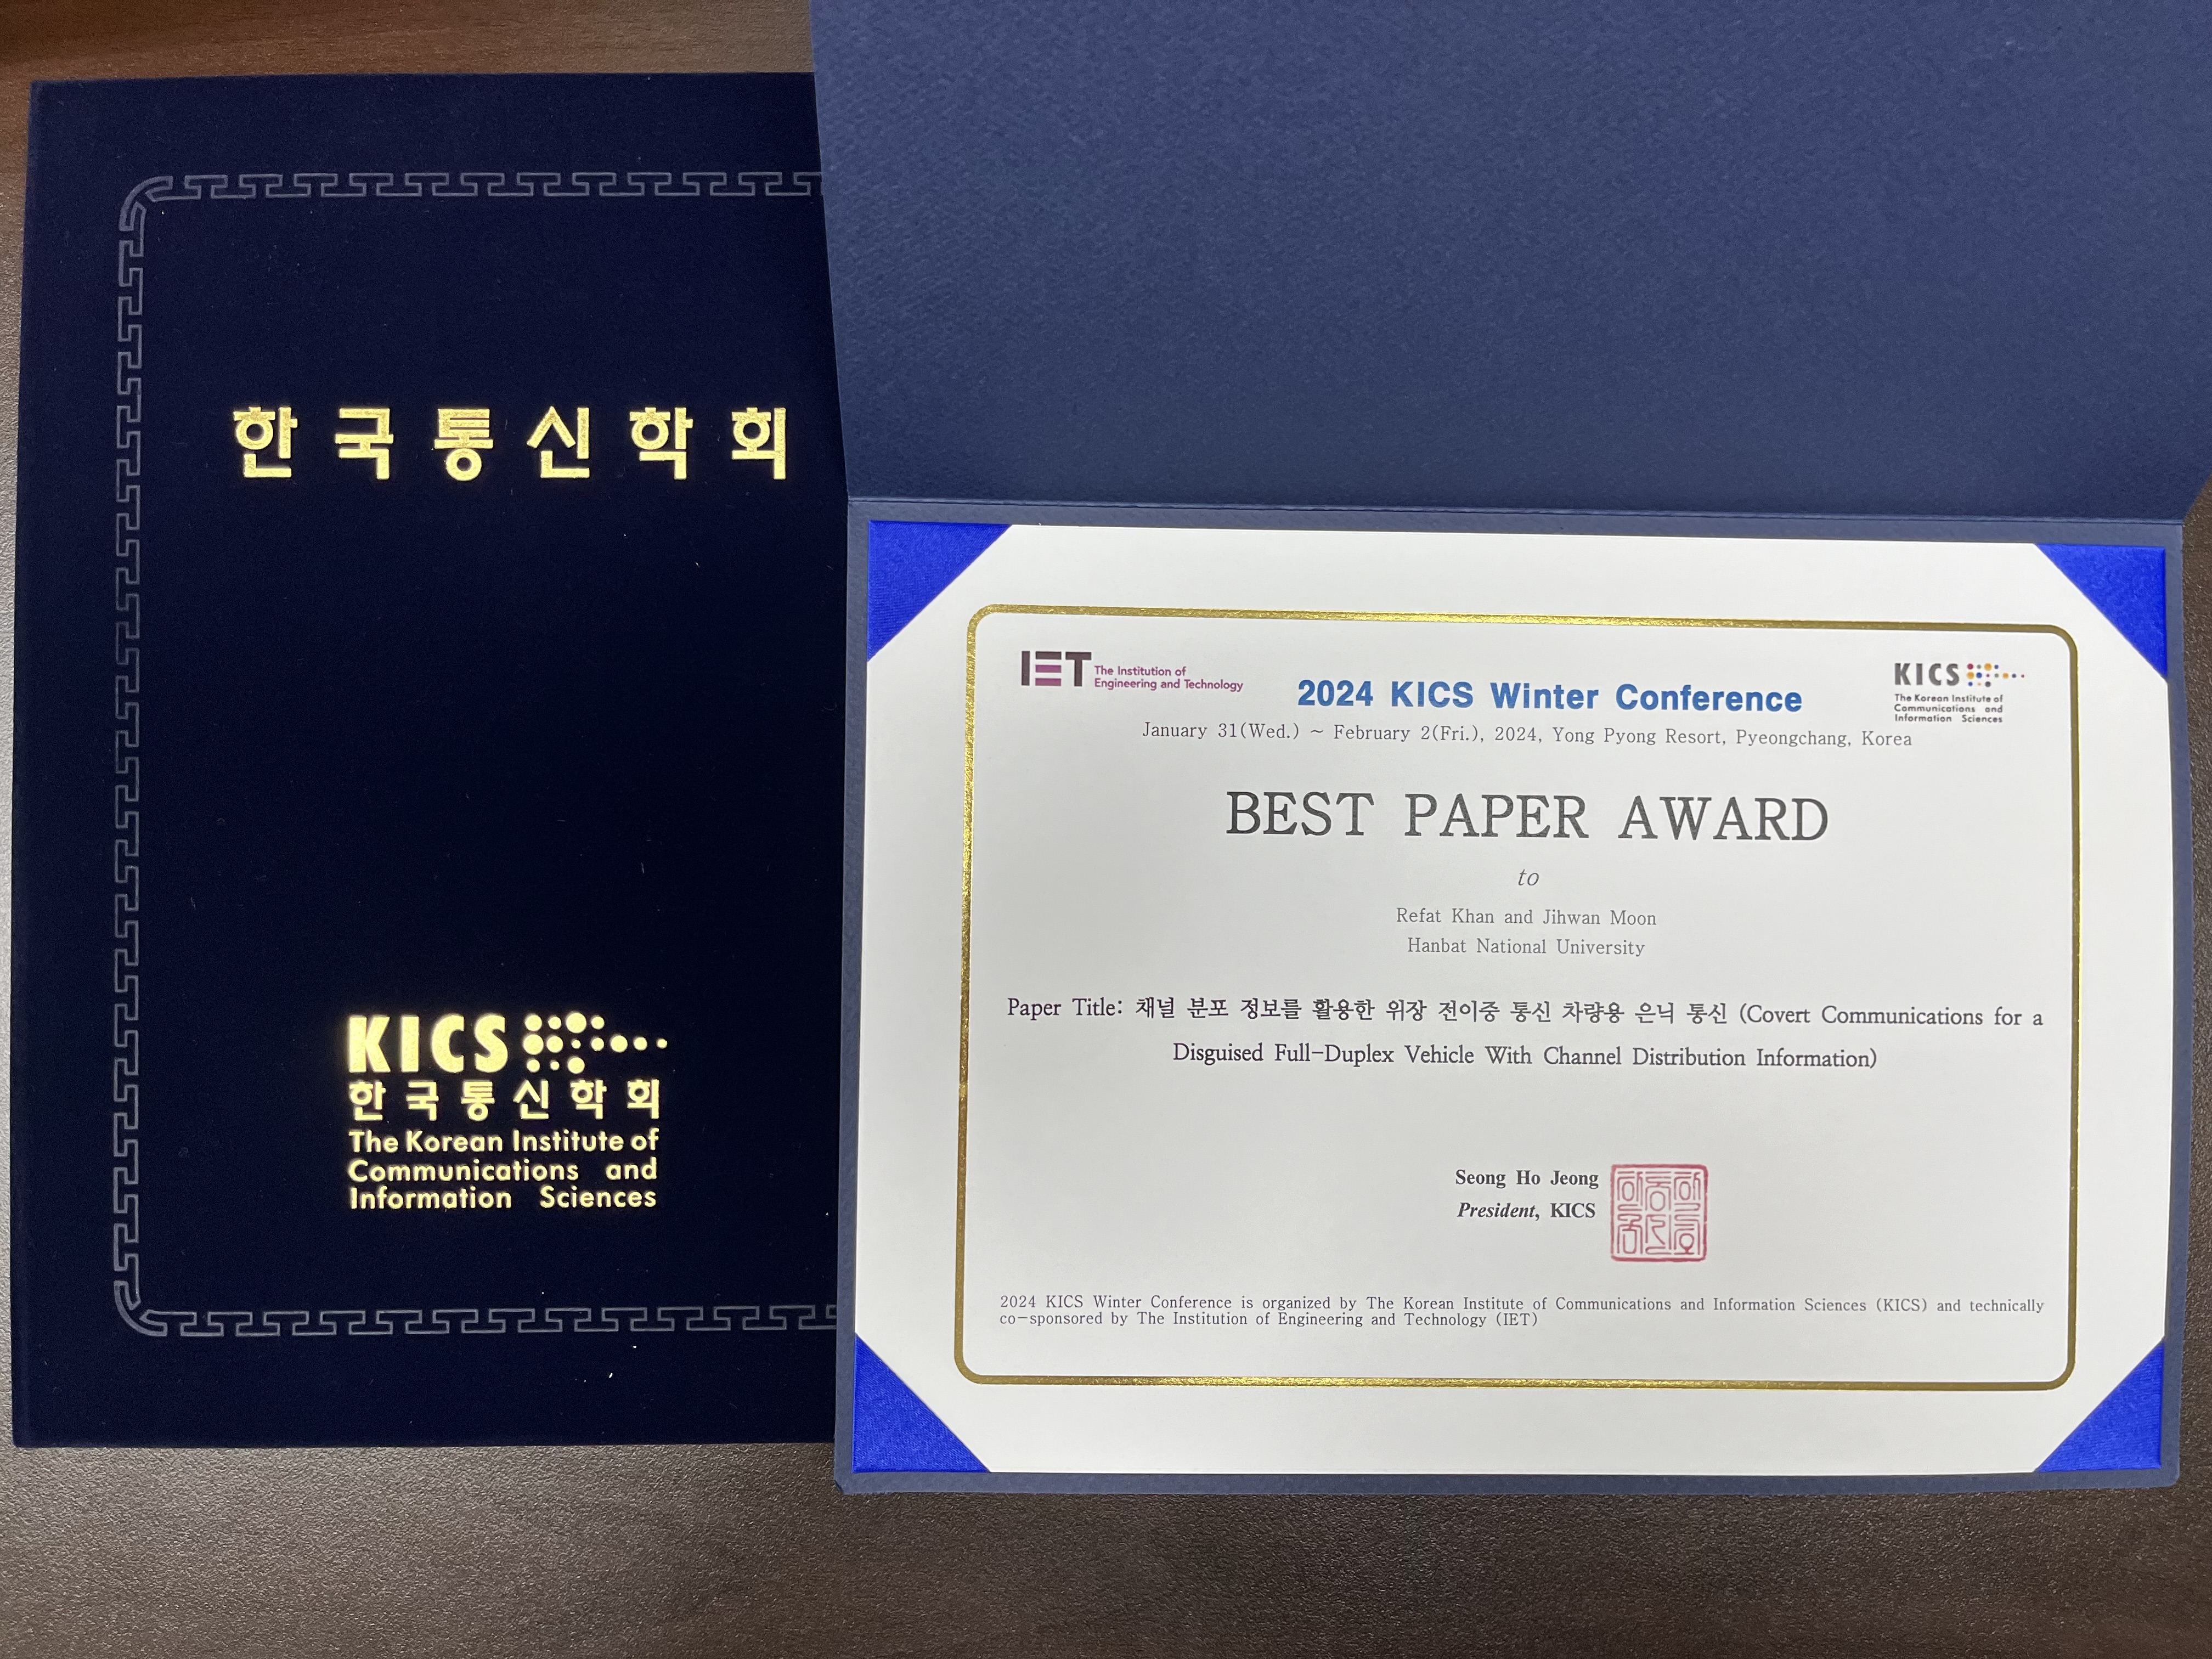 한국통신학회
KICS
한국통신학회
The Korean Institute of
Communications and
Information Sciences
IET The Institution of
Engineering and Technology
2024 KICS Winter Conference
KICS
The Korean Institute of
Communications and
Information Sciences
January 31(Wed.) ~ February 2(Fri.), 2024, Yong Pyong Resort, Pyeongchang, Korea
BEST PAPER AWARD
to
Refat Khan and Jihwan Moon
Hanbat National University
Paper Title: 채널 분포 정보를 활용한 위장 전이중 통신 차량용 은닉 통신 (Covert Communications for a
Disguised Full-Duplex Vehicle With Channel Distribution Information)
Seong Ho Jeong
President, KICS
2024 KICS Winter Conference is organized by The Korean Institute of Communications and Information Sciences (KICS) and technically
co-sponsored by The Institution of Engineering and Technology (IET)